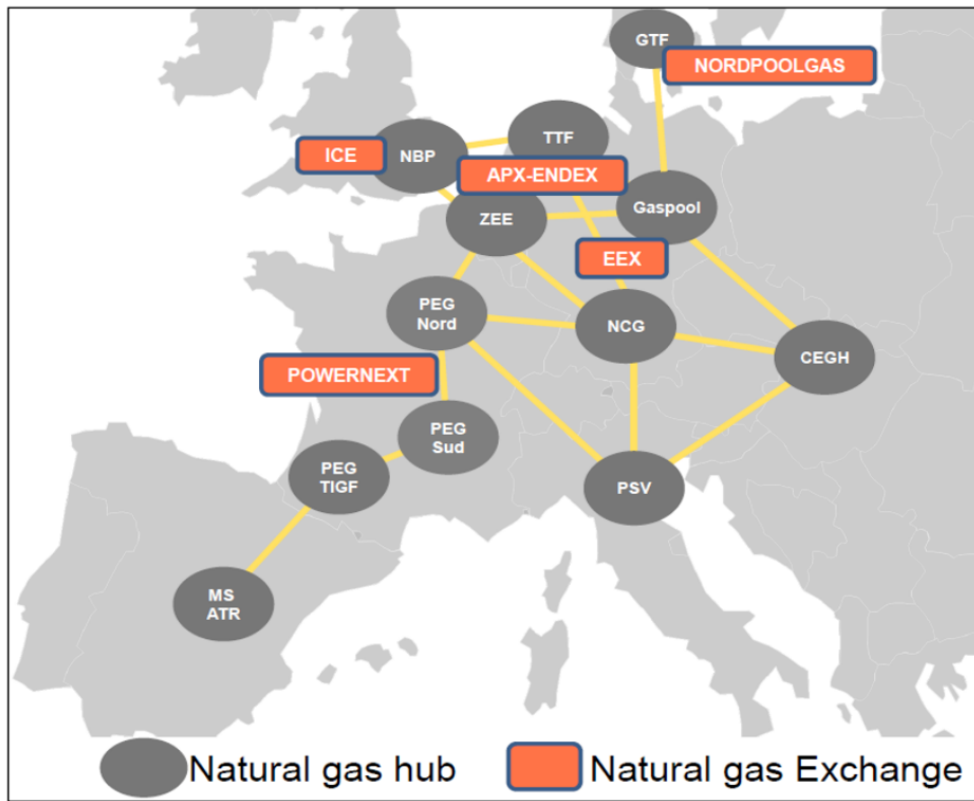 GTF
NORDPOOLGAS
TTF
ICE
NBP
APX-ENDEX
Gaspool
ZEE
EEX
PEG
Nord
NCG
CEGH
POWERNEXT
PEG
Sud
PEG
TIGF
PSV
MS
ATR
Natural gas hub
Natural gas Exchange